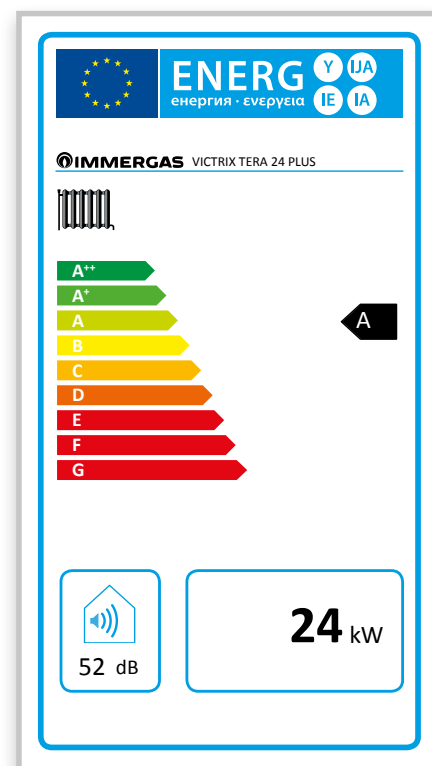 ENERG Y IJA
енергия · ενεργεια IE IA
IMMERGAS VICTRIX TERA 24 PLUS
A++
A+
A A
B
C
D
E
F
G
24 kW
52 dB